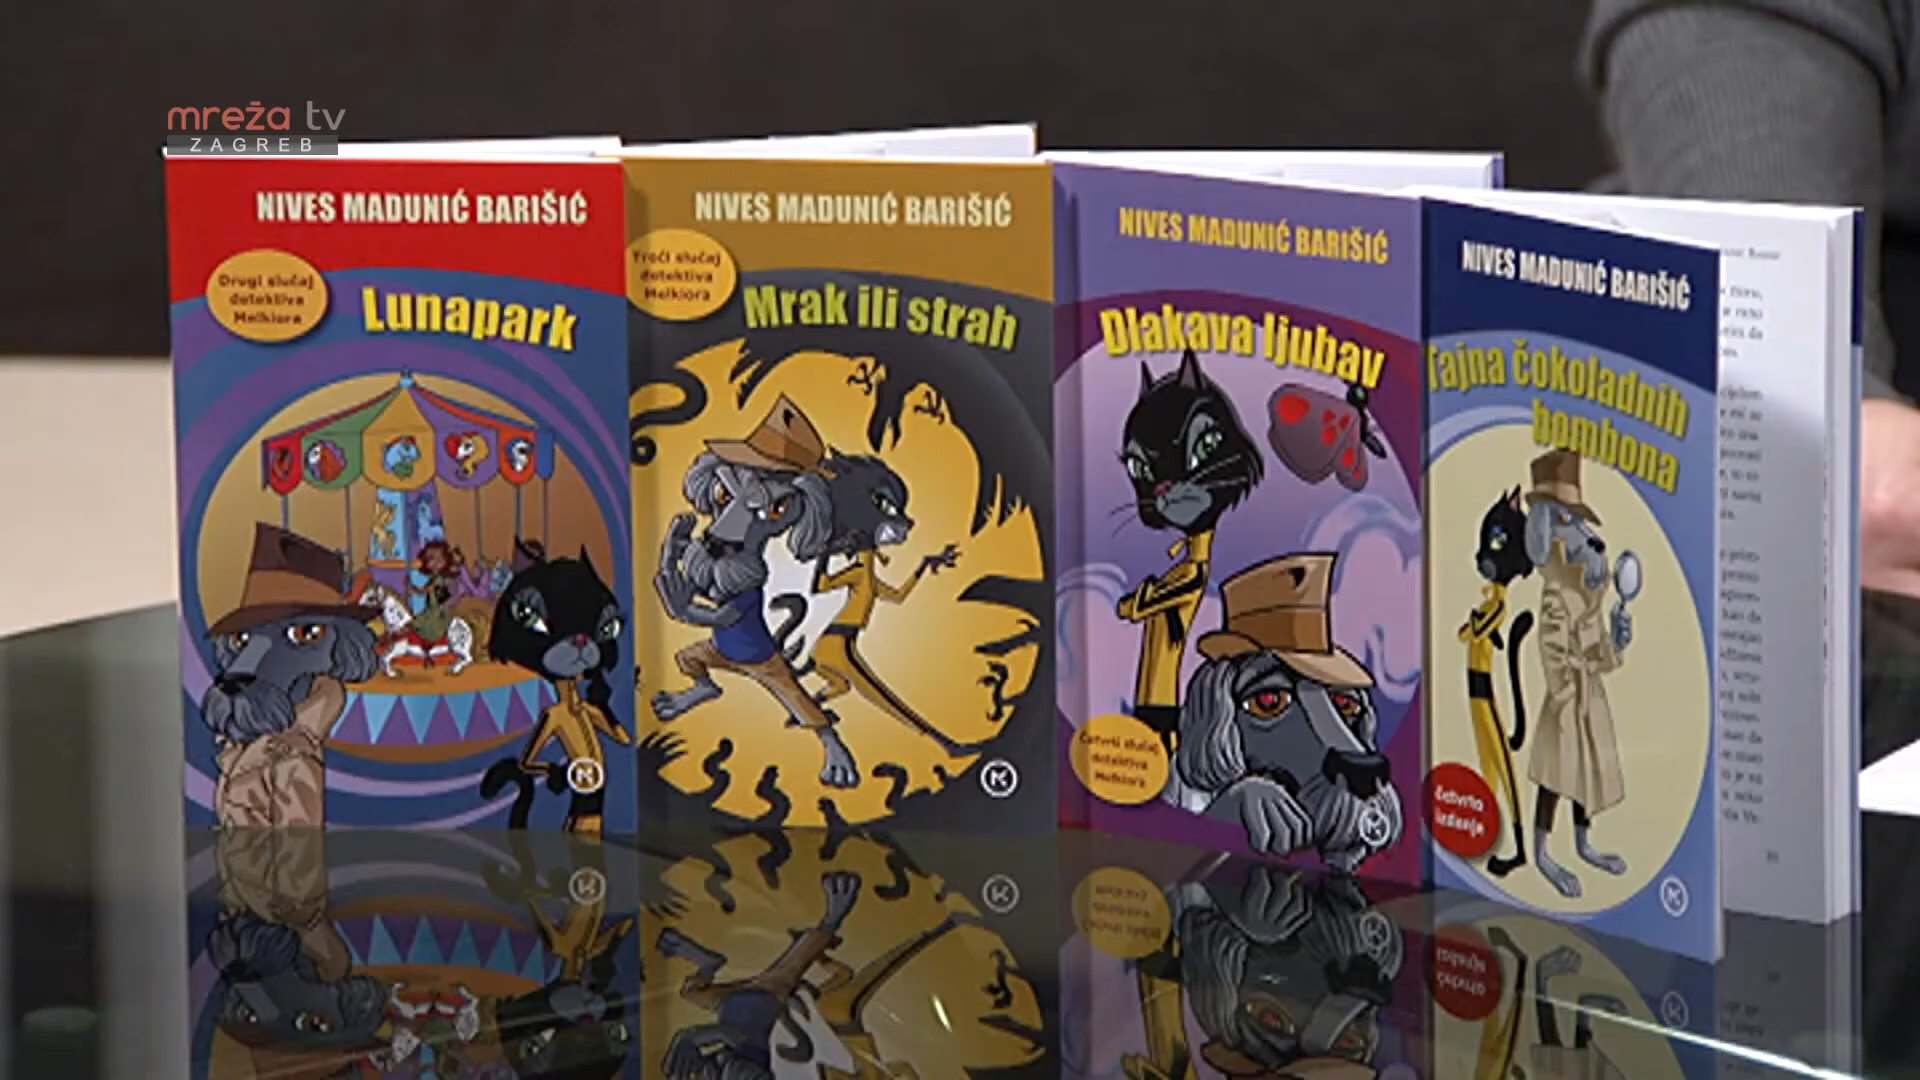 mreža tv
ZAGREB
NIVES MADUNIĆ BARIŠIĆ
Drugi slučaj
detektiva
Melkiora
Lunapark
NIVES MADUNIĆ BARIŠIĆ
Treći slučaj
detektiva
Melkiora
Mrak ili strah
NIVES MADUNIĆ BARIŠIĆ
Dlakava ljubav
Četvrti slučaj
detektiva
Melkiora
NIVES MADUNIĆ BARIŠIĆ
Tajna čokoladnih
bombona
četvrto
izdanje